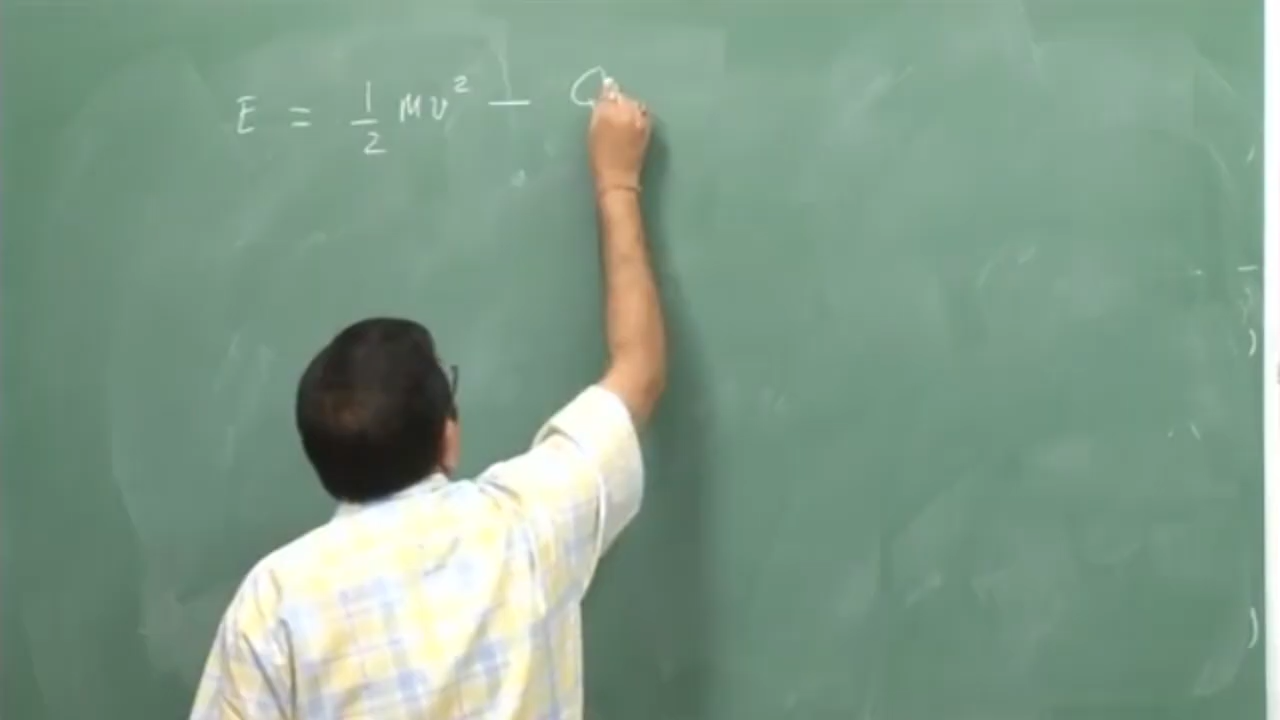 E = 1/2 mv² — G